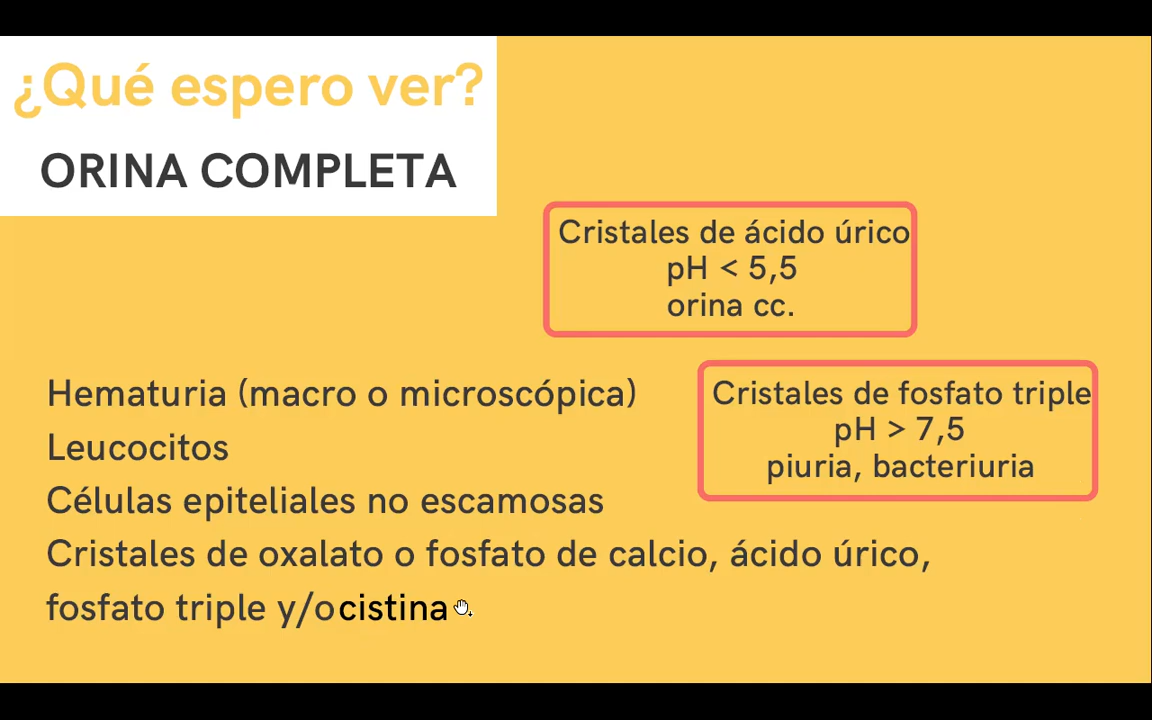 ¿Qué espero ver?
ORINA COMPLETA
Cristales de ácido úrico
pH < 5,5
orina cc.
Cristales de fosfato triple
pH > 7,5
piuria, bacteriuria
Hematuria (macro o microscópica)
Leucocitos
Células epiteliales no escamosas
Cristales de oxalato o fosfato de calcio, ácido úrico,
fosfato triple y/o cistina